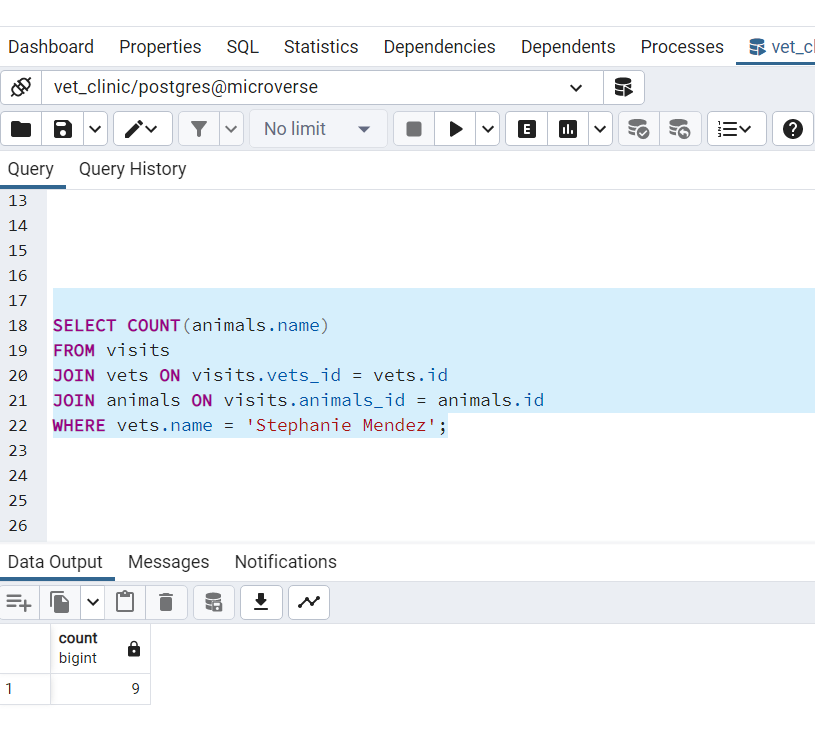 Dashboard Properties SQL Statistics Dependencies Dependents Processes vet_cl
vet_clinic/postgres@microverse
No limit E
Query Query History
13
14
15
16
17
18 SELECT COUNT(animals.name)
19 FROM visits
20 JOIN vets ON visits.vets_id = vets.id
21 JOIN animals ON visits.animals_id = animals.id
22 WHERE vets.name = 'Stephanie Mendez';
23
24
25
26
Data Output Messages Notifications
count
bigint
1 9